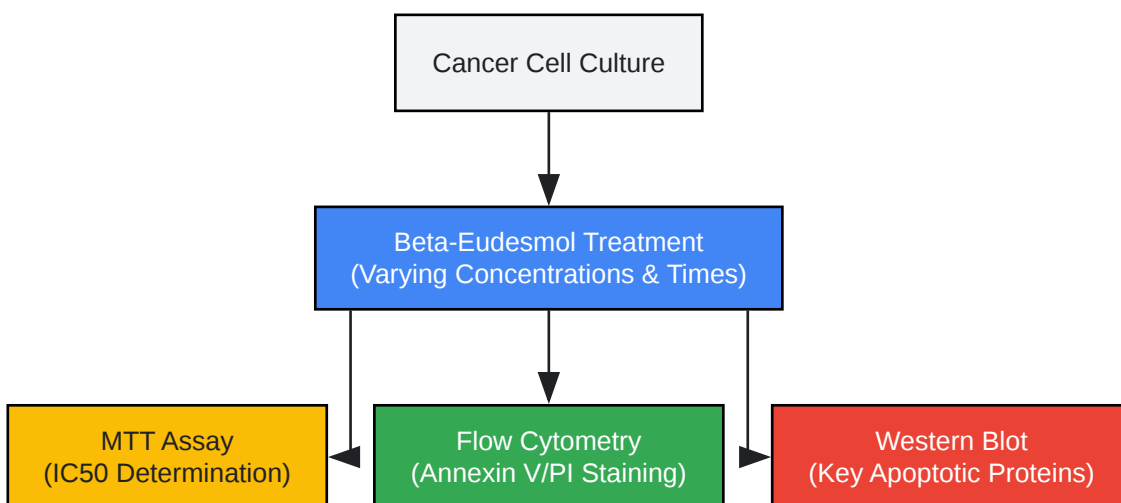 Cancer Cell Culture
Beta-Eudesmol Treatment
(Varying Concentrations & Times)
MTT Assay
(IC50 Determination)
Flow Cytometry
(Annexin V/PI Staining)
Western Blot
(Key Apoptotic Proteins)